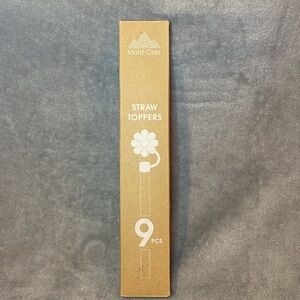 Mont-Clair
STRAW
TOPPERS
9
PCS